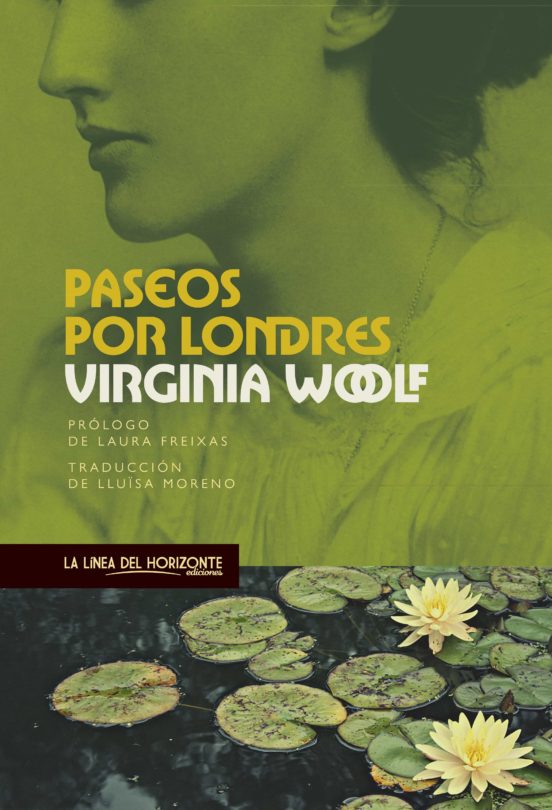 PASEOS
POR LONDRES
VIRGINIA WOOLF
PRÓLOGO
DE LAURA FREIXAS
TRADUCCIÓN
DE LLUÏSA MORENO
LA LÍNEA DEL HORIZONTE
ediciones